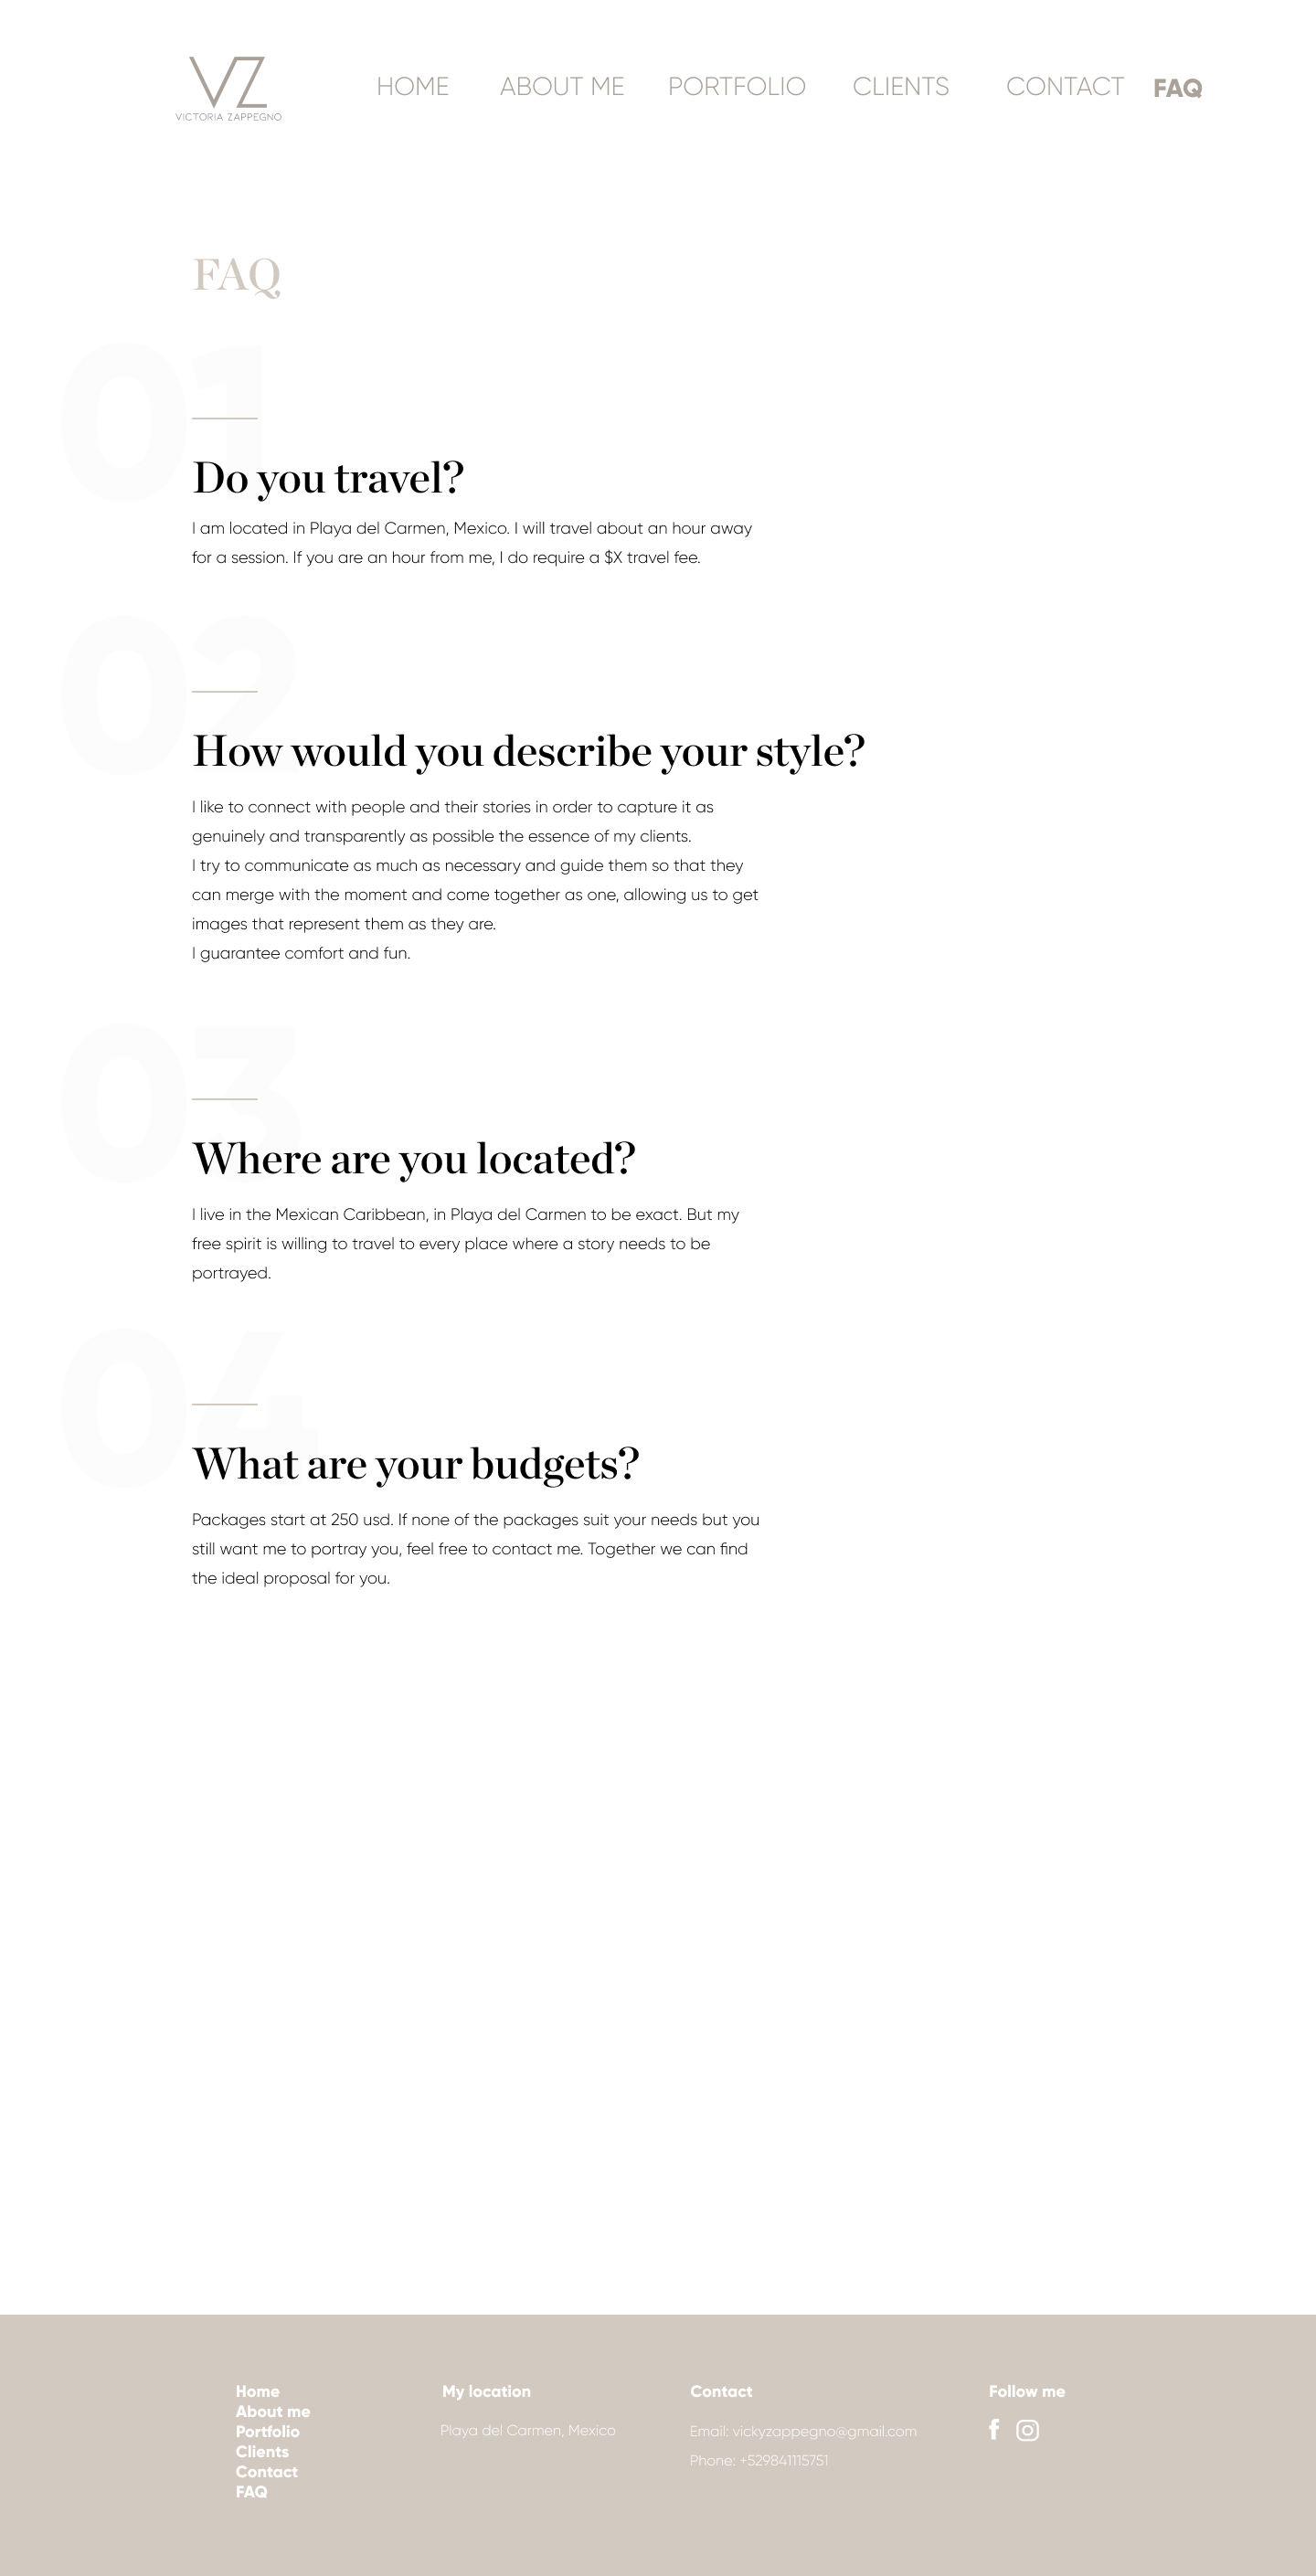 VZ
VICTORIA ZAPPEGNO
HOME ABOUT ME PORTFOLIO CLIENTS CONTACT FAQ
FAQ
01
Do you travel?
I am located in Playa del Carmen, Mexico. I will travel about an hour away
for a session. If you are an hour from me, I do require a $X travel fee.
02
How would you describe your style?
I like to connect with people and their stories in order to capture it as
genuinely and transparently as possible the essence of my clients.
I try to communicate as much as necessary and guide them so that they
can merge with the moment and come together as one, allowing us to get
images that represent them as they are.
I guarantee comfort and fun.
03
Where are you located?
I live in the Mexican Caribbean, in Playa del Carmen to be exact. But my
free spirit is willing to travel to every place where a story needs to be
portrayed.
04
What are your budgets?
Packages start at 250 usd. If none of the packages suit your needs but you
still want me to portray you, feel free to contact me. Together we can find
the ideal proposal for you.
Home
About me
Portfolio
Clients
Contact
FAQ
My location
Playa del Carmen, Mexico
Contact
Email: vickyzappegno@gmail.com
Phone: +529841115751
Follow me